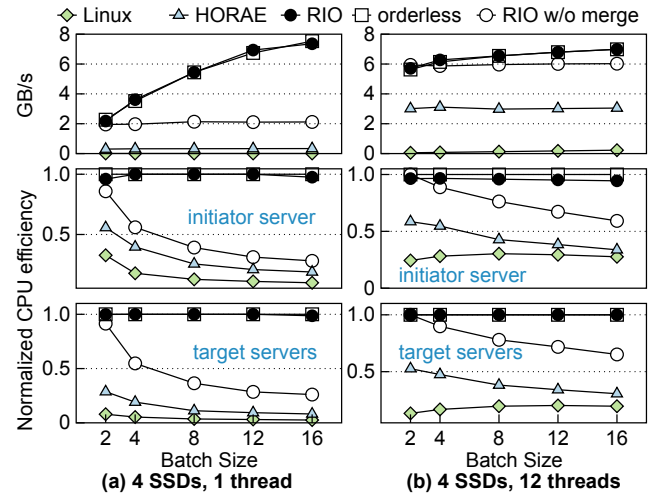 Linux HORAE RIO orderless RIO w/o merge
GB/s
8
6
4
2
0
8
6
4
2
0
Normalized CPU efficiency
1.0
0.5
initiator server
1.0
0.5
0
initiator server
1.0
0.5
0
target servers
1.0
0.5
target servers
2 4 8 12 16
2 4 8 12 16
Batch Size
Batch Size
(a) 4 SSDs, 1 thread
(b) 4 SSDs, 12 threads